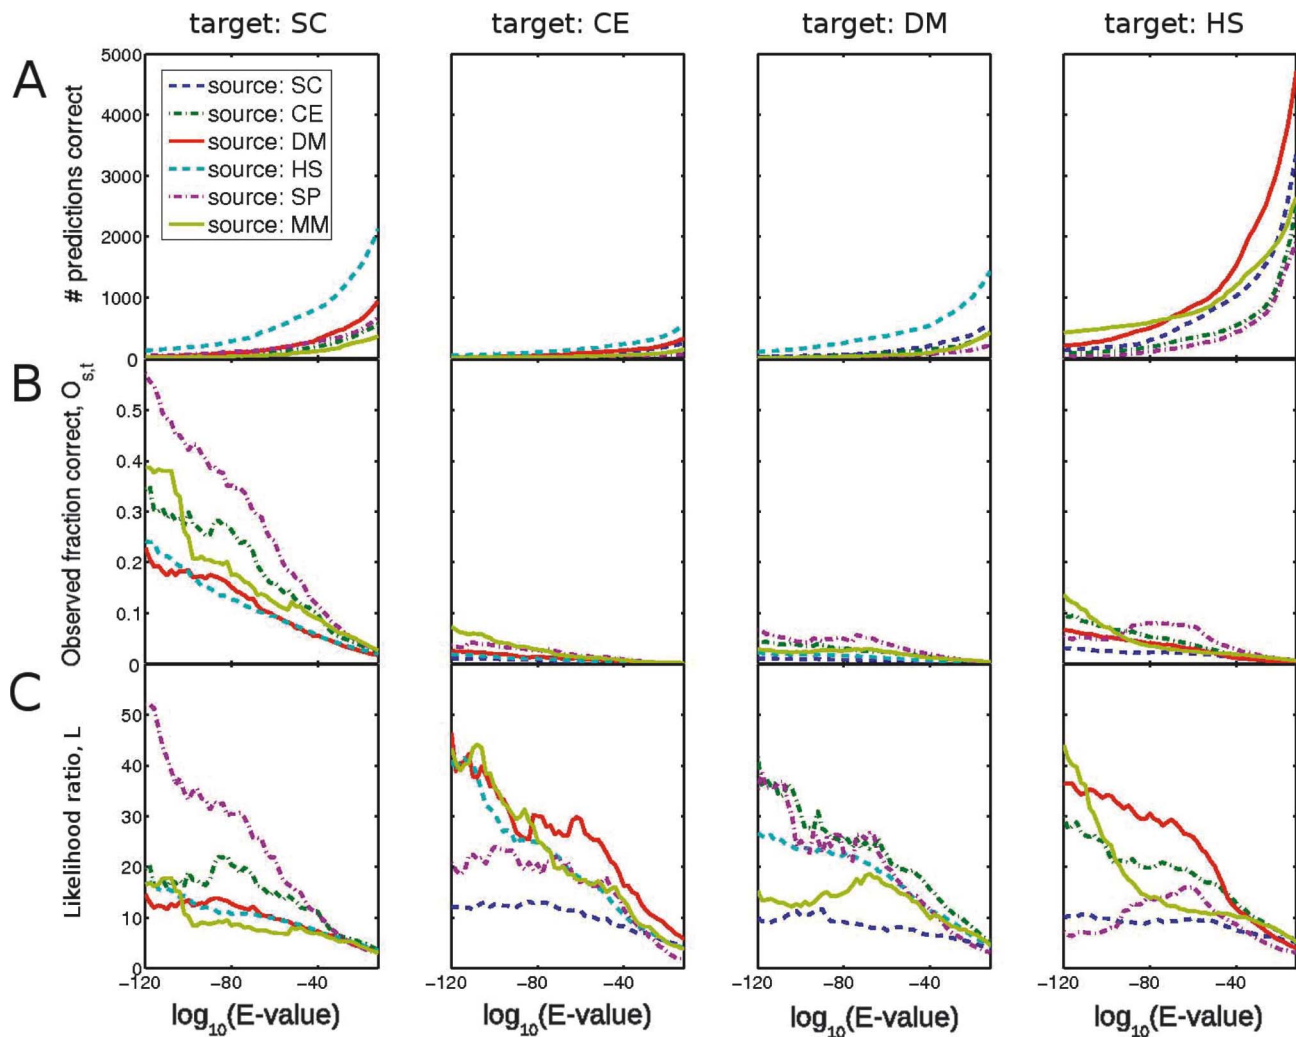 target: SC target: CE target: DM target: HS
A
5000
4000
3000
2000
1000
0
# predictions correct
source: SC
source: CE
source: DM
source: HS
source: SP
source: MM
B
0.5
0.4
0.3
0.2
0.1
0
Observed fraction correct, O_s,t
C
50
40
30
20
10
0
Likelihood ratio, L
−120 −80 −40 −120 −80 −40 −120 −80 −40 −120 −80 −40
log10(E-value) log10(E-value) log10(E-value) log10(E-value)